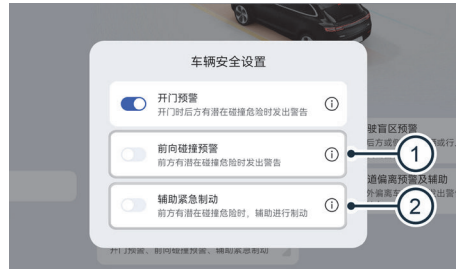 车辆安全设置
开门预警
开门时后方有潜在碰撞危险时发出警告
前向碰撞预警
前方有潜在碰撞危险时发出警告
驶盲区预警
1
辅助紧急制动
前方有潜在碰撞危险时，辅助进行制动
道偏离预警及辅助
2
开门预警、前向碰撞预警、辅助紧急制动